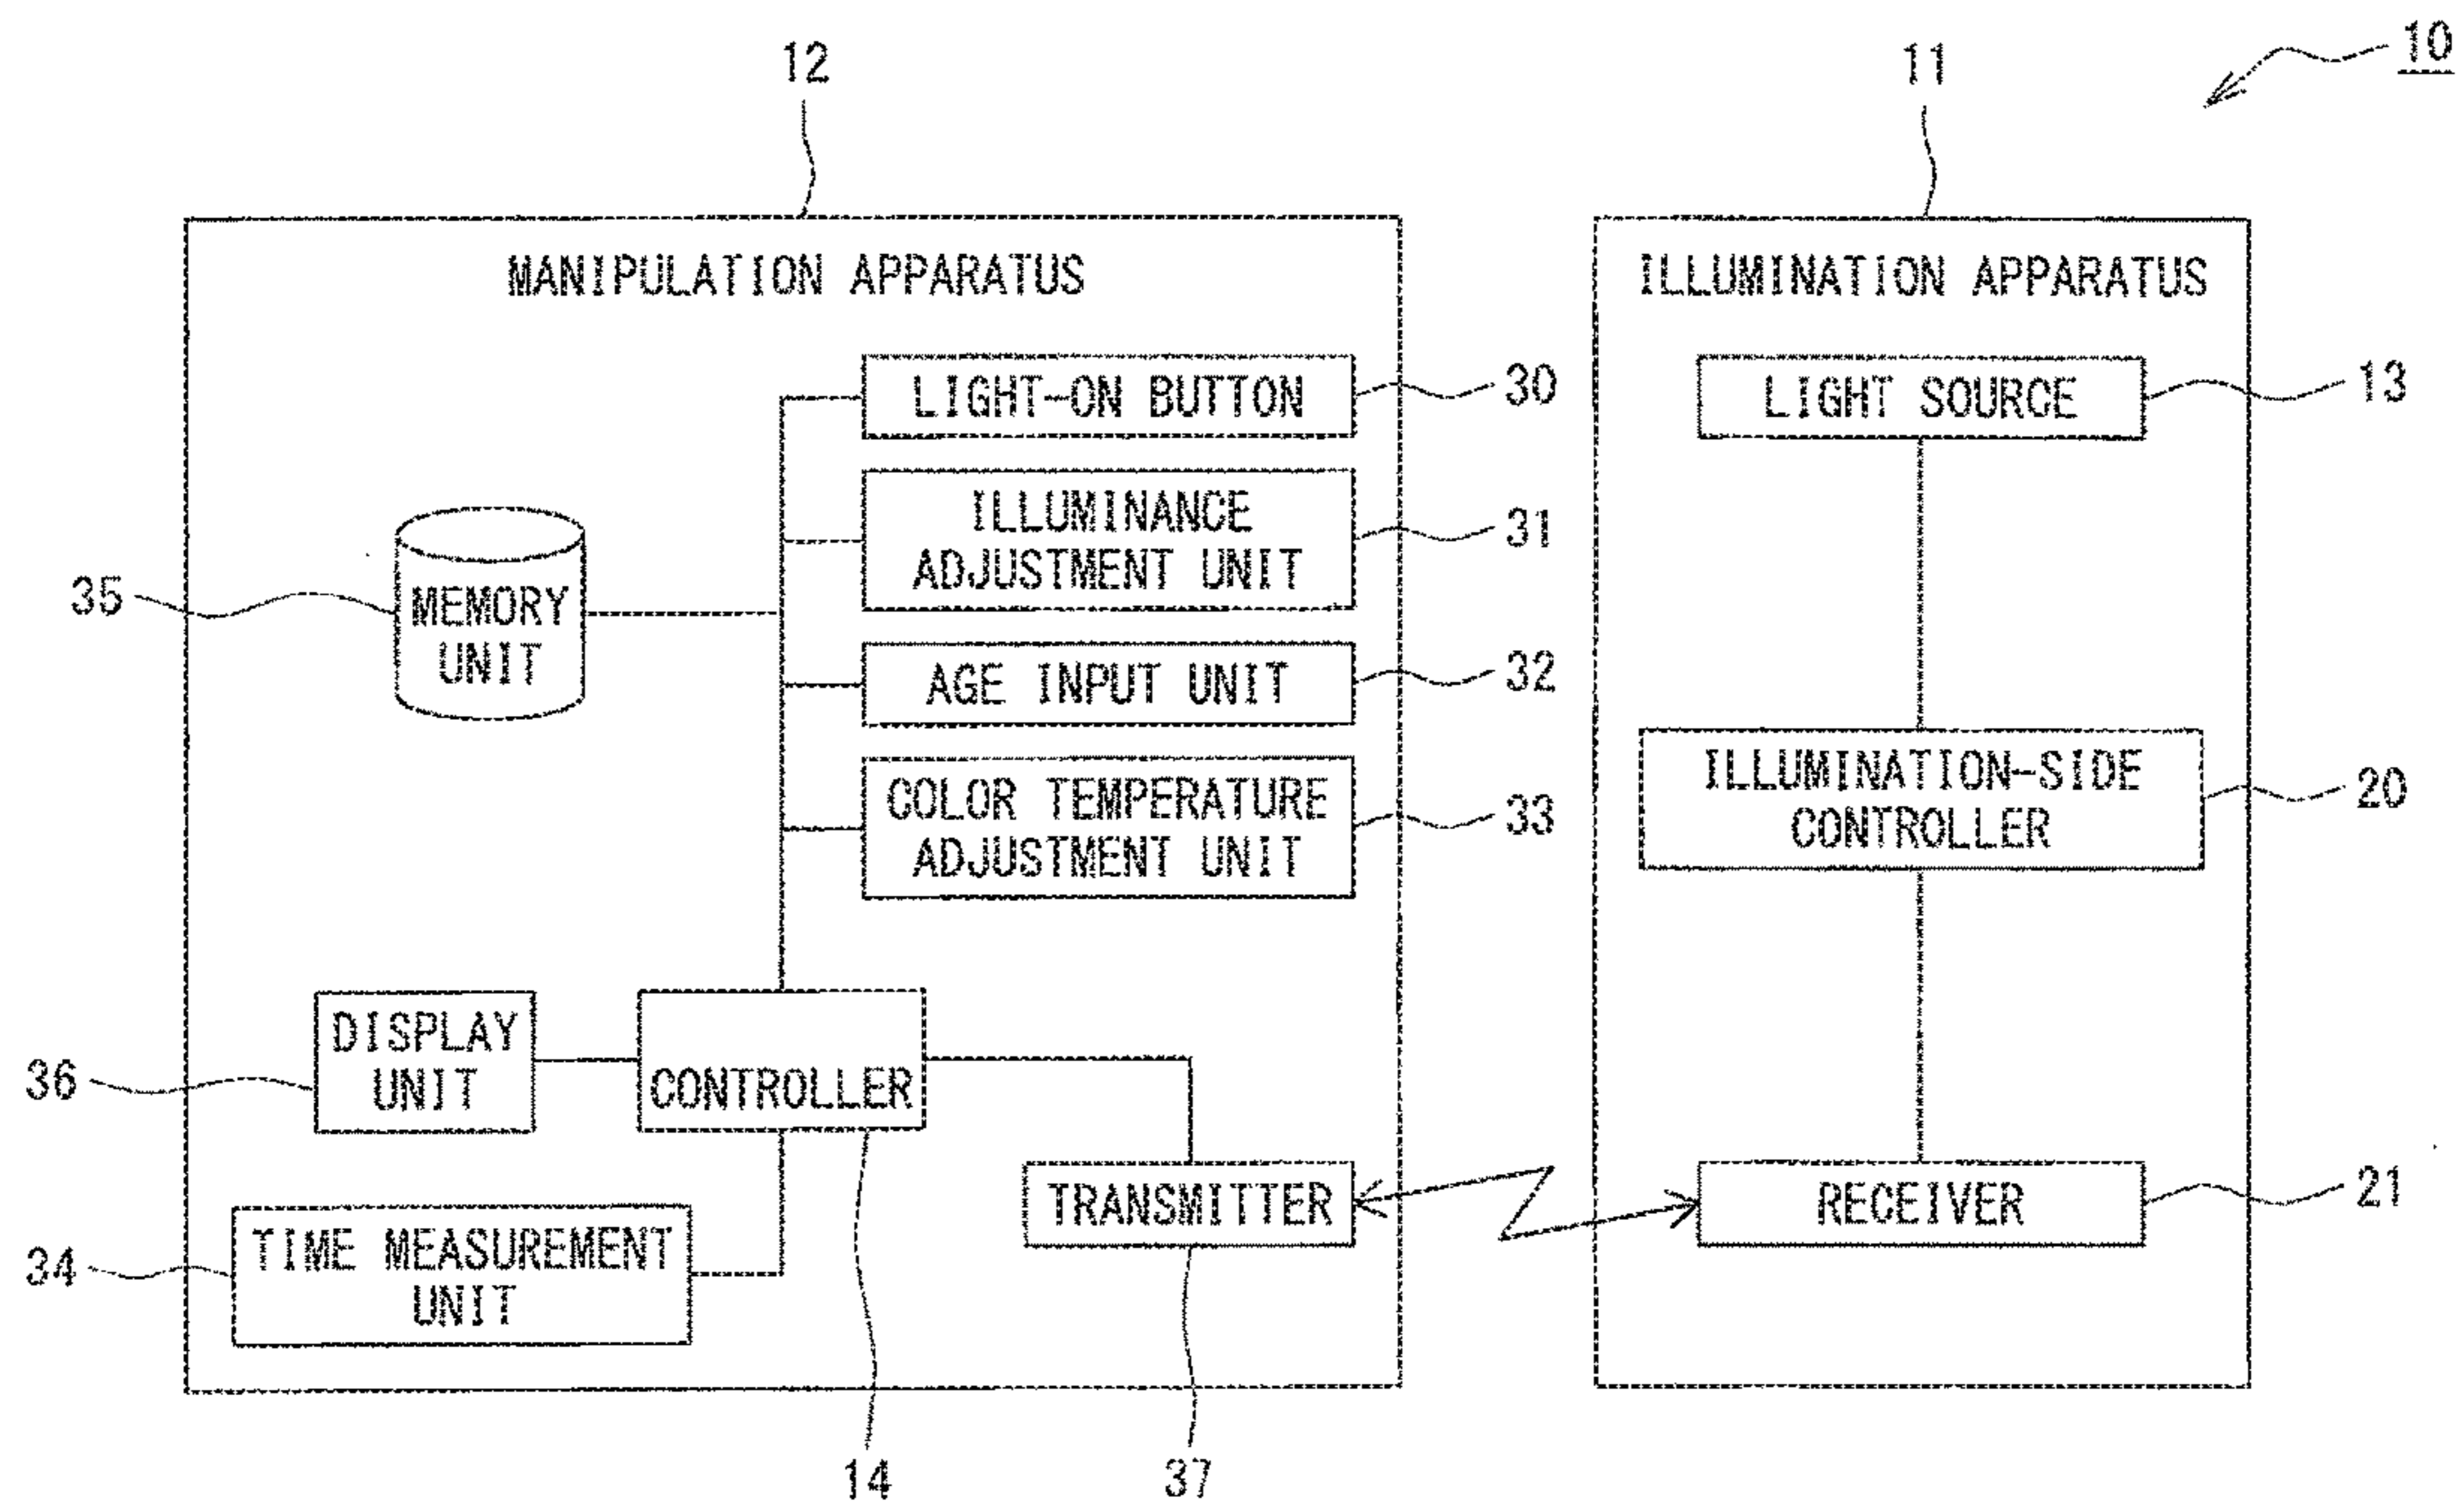 10
12
11
MANIPULATION APPARATUS
ILLUMINATION APPARATUS
LIGHT-ON BUTTON
30
LIGHT SOURCE
13
ILLUMINANCE
ADJUSTMENT UNIT
31
35
MEMORY
UNIT
AGE INPUT UNIT
32
COLOR TEMPERATURE
ADJUSTMENT UNIT
33
ILLUMINATION-SIDE
CONTROLLER
20
DISPLAY
UNIT
36
CONTROLLER
TRANSMITTER
RECEIVER
21
34
TIME MEASUREMENT
UNIT
14
37